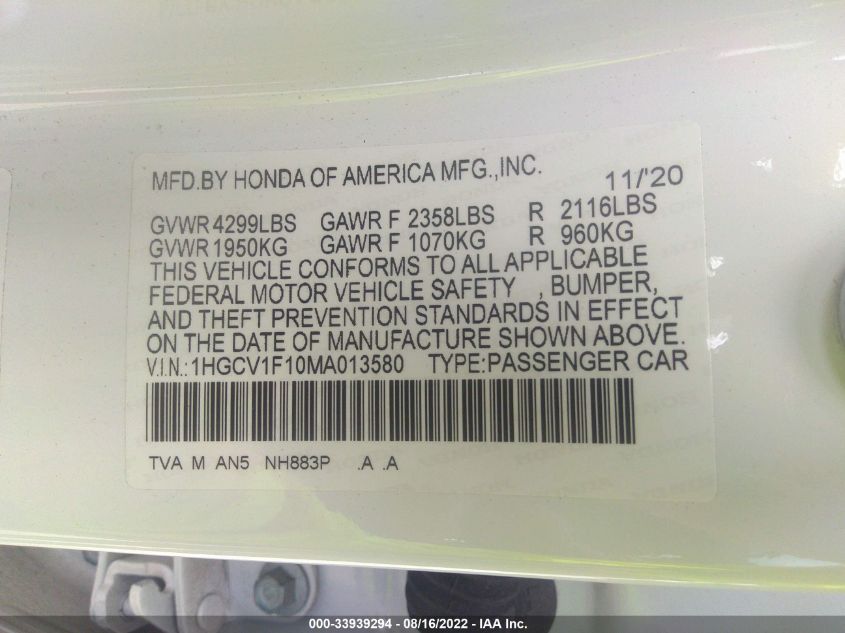 MFD.BY HONDA OF AMERICA MFG.,INC. 11/'20
GVWR 4299LBS GAWR F 2358LBS R 2116LBS
GVWR 1950KG GAWR F 1070KG R 960KG
THIS VEHICLE CONFORMS TO ALL APPLICABLE
FEDERAL MOTOR VEHICLE SAFETY , BUMPER,
AND THEFT PREVENTION STANDARDS IN EFFECT
ON THE DATE OF MANUFACTURE SHOWN ABOVE.
V.I.N.:1HGCV1F10MA013580 TYPE:PASSENGER CAR
TVA M AN5 NH883P .A .A
000-33939294 - 08/16/2022 - IAA Inc.